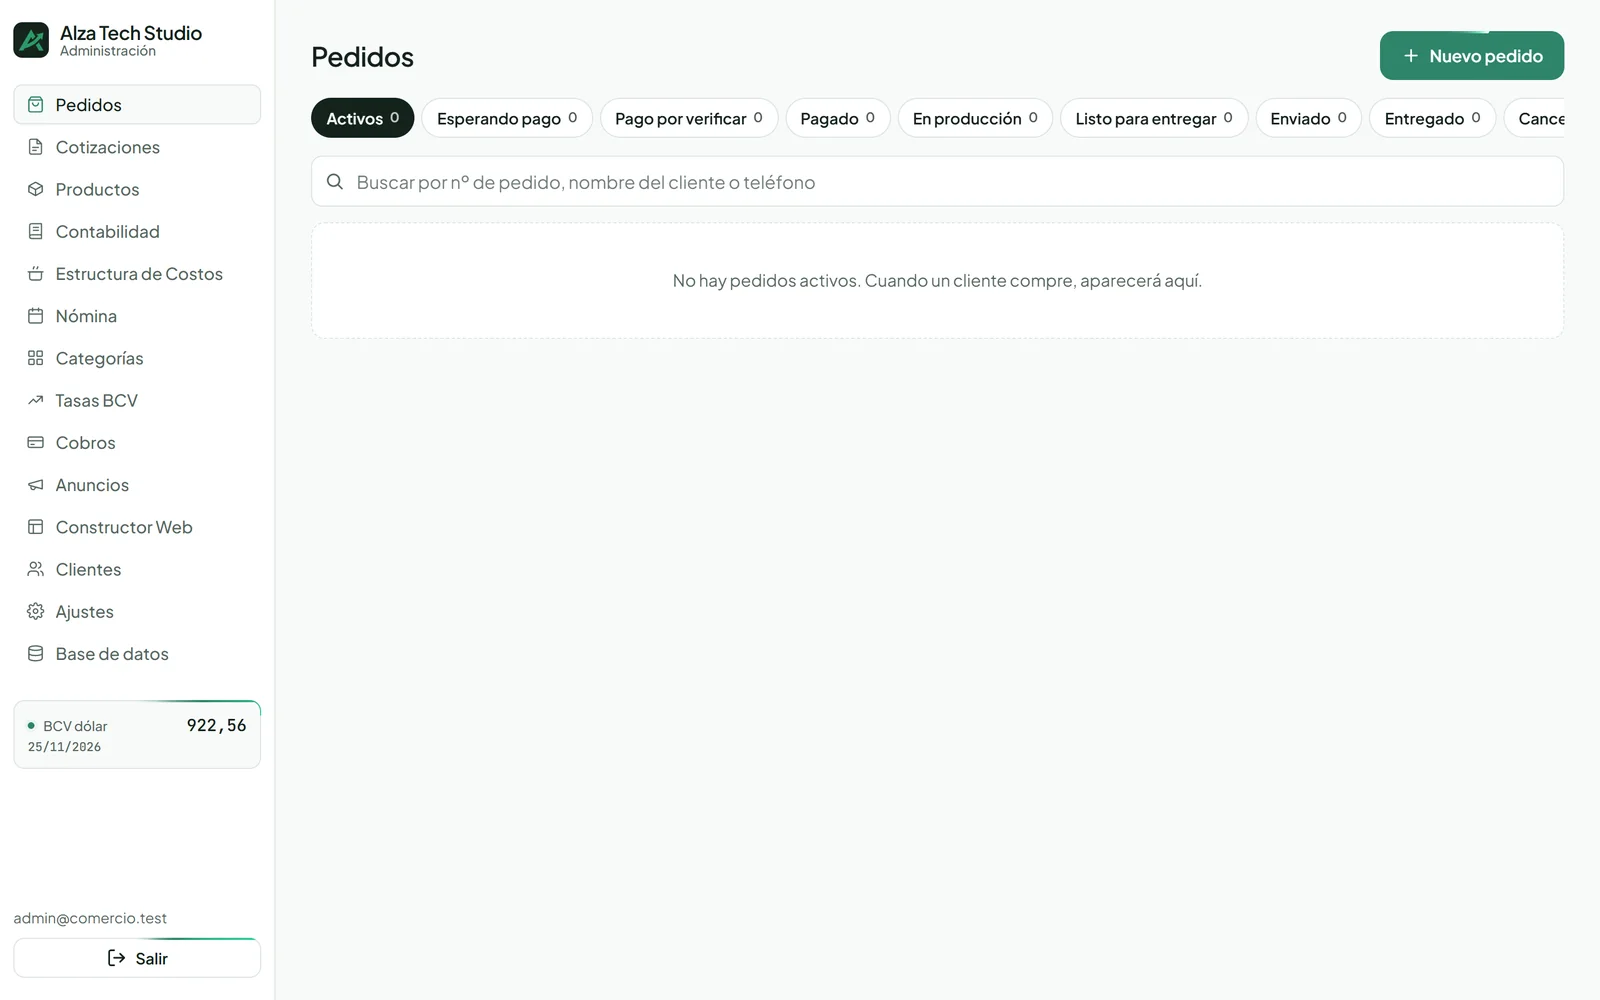 Alza Tech Studio
Administración
Pedidos
Cotizaciones
Productos
Contabilidad
Estructura de Costos
Nómina
Categorías
Tasas BCV
Cobros
Anuncios
Constructor Web
Clientes
Ajustes
Base de datos
BCV dólar 922,56
25/11/2026
admin@comercio.test
Salir
Pedidos
+ Nuevo pedido
Activos 0 Esperando pago 0 Pago por verificar 0 Pagado 0 En producción 0 Listo para entregar 0 Enviado 0 Entregado 0 Cance
Buscar por nº de pedido, nombre del cliente o teléfono
No hay pedidos activos. Cuando un cliente compre, aparecerá aquí.